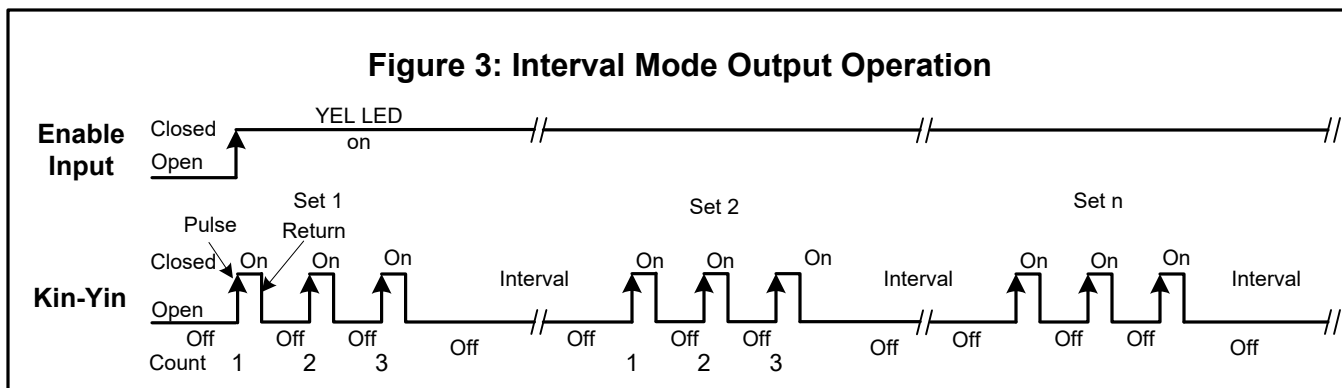 Figure 3: Interval Mode Output Operation
Enable
Input
Closed
Open
YEL LED
on
Set 1
Set 2
Set n
Pulse
Return
Kin-Yin
Closed
Open
On
On
On
Interval
On
On
On
Interval
On
On
On
Interval
Off
Off
Off
Off
Off
Off
Off
Off
Off
Off
Off
Off
Count
1
2
3
1
2
3